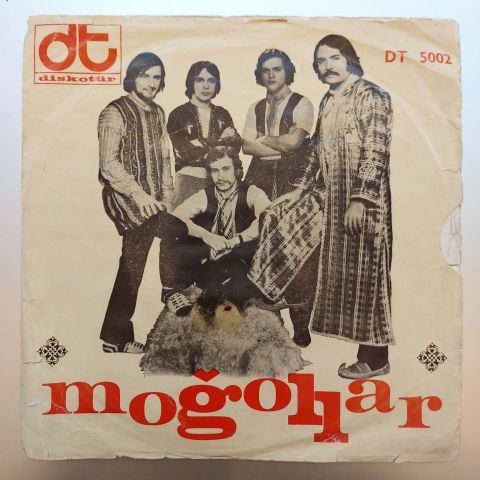 dt
diskotür
DT 5002
moğollar